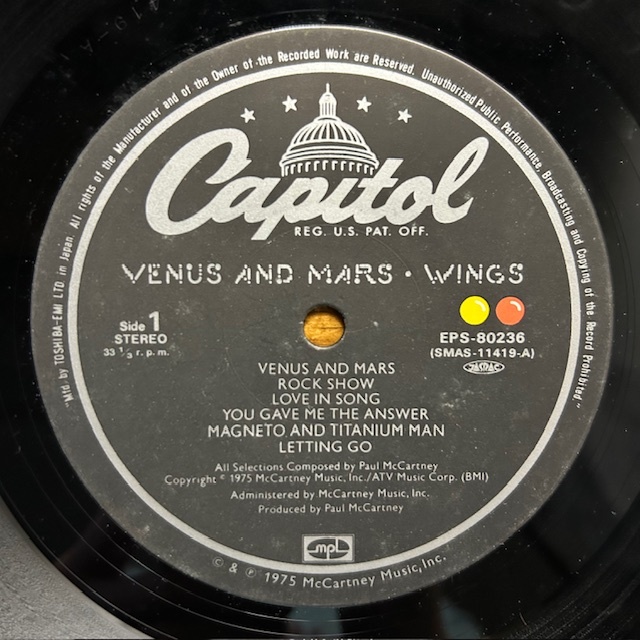 "Mfd. by TOSHIBA-EMI LTD. in Japan. All rights of the Manufacturer and of the Owner of the Recorded Work are Reserved. Unauthorized Public Performance, Broadcasting and Copying of the Record Prohibited."
Capitol
REG. U.S. PAT. OFF.
VENUS AND MARS · WINGS
Side 1
STEREO
33 1/3 r.p.m.
EPS-80236
(SMAS-11419-A)
JASRAC
VENUS AND MARS
ROCK SHOW
LOVE IN SONG
YOU GAVE ME THE ANSWER
MAGNETO AND TITANIUM MAN
LETTING GO
All Selections Composed by Paul McCartney
Copyright © 1975 McCartney Music, Inc./ATV Music Corp. (BMI)
Administered by McCartney Music, Inc.
Produced by Paul McCartney
mpl
© & ℗ 1975 McCartney Music, Inc.